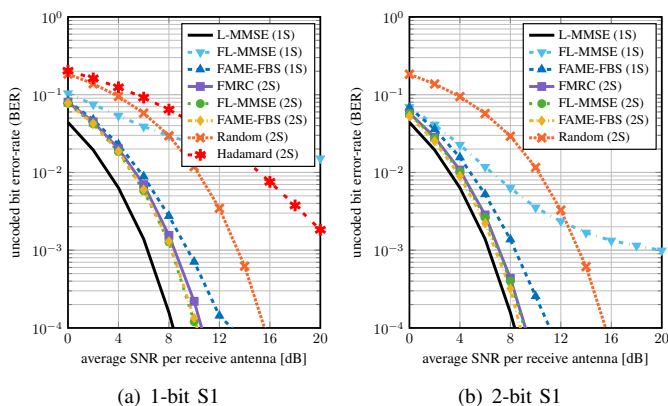 10^0
10^-1
10^-2
10^-3
10^-4
uncoded bit error-rate (BER)
L-MMSE (1S)
FL-MMSE (1S)
FAME-FBS (1S)
FMRC (2S)
FL-MMSE (2S)
FAME-FBS (2S)
Random (2S)
Hadamard (2S)
0 4 8 12 16 20
average SNR per receive antenna [dB]
(a) 1-bit S1
10^0
10^-1
10^-2
10^-3
10^-4
uncoded bit error-rate (BER)
L-MMSE (1S)
FL-MMSE (1S)
FAME-FBS (1S)
FMRC (2S)
FL-MMSE (2S)
FAME-FBS (2S)
Random (2S)
0 4 8 12 16 20
average SNR per receive antenna [dB]
(b) 2-bit S1